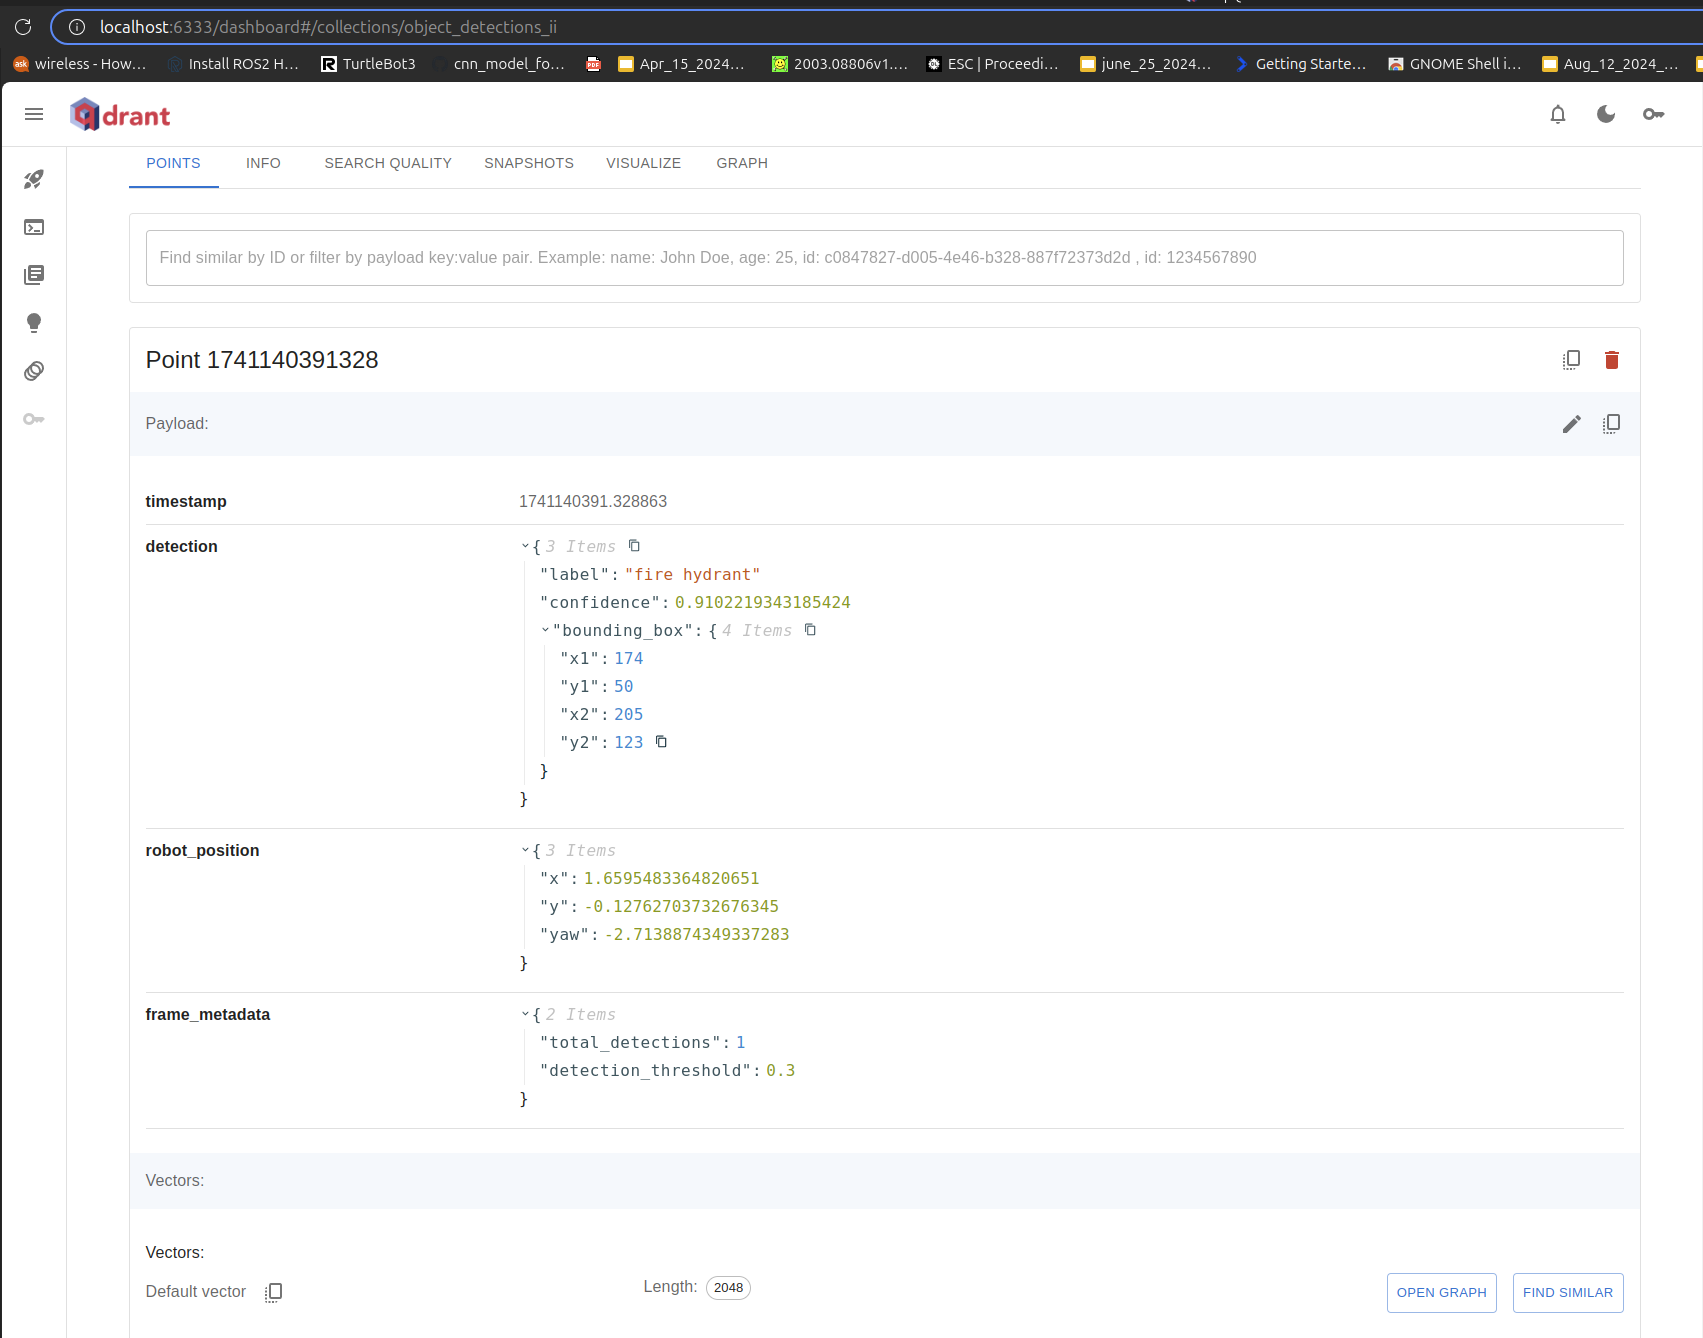 localhost:6333/dashboard#/collections/object_detections_ii
wireless - How… Install ROS2 H… TurtleBot3 cnn_model_fo… Apr_15_2024… 2003.08806v1.… ESC | Proceedi… june_25_2024… Getting Starte… GNOME Shell i… Aug_12_2024_…
qdrant
POINTS INFO SEARCH QUALITY SNAPSHOTS VISUALIZE GRAPH
Find similar by ID or filter by payload key:value pair. Example: name: John Doe, age: 25, id: c0847827-d005-4e46-b328-887f72373d2d , id: 1234567890
Point 1741140391328
Payload:
timestamp 1741140391.328863
detection { 3 Items
"label": "fire hydrant"
"confidence": 0.9102219343185424
"bounding_box": { 4 Items
"x1": 174
"y1": 50
"x2": 205
"y2": 123
}
}
robot_position { 3 Items
"x": 1.6595483364820651
"y": -0.12762703732676345
"yaw": -2.7138874349337283
}
frame_metadata { 2 Items
"total_detections": 1
"detection_threshold": 0.3
}
Vectors:
Vectors:
Default vector Length: 2048 OPEN GRAPH FIND SIMILAR